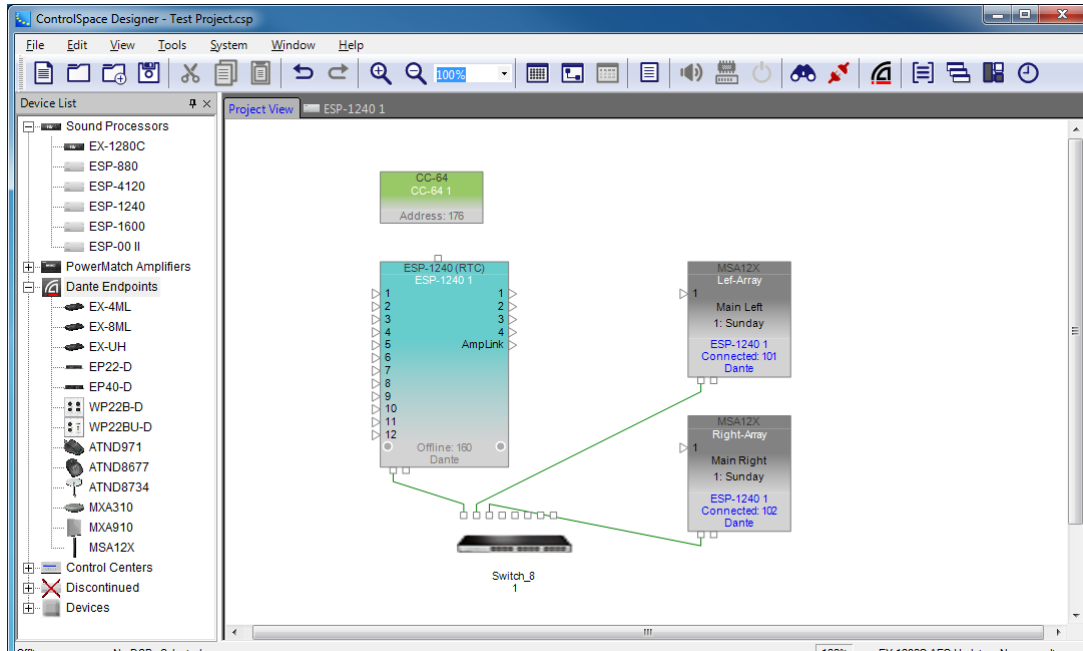 ControlSpace Designer - Test Project.csp
File Edit View Tools System Window Help
100%
Device List
Project View ESP-1240 1
Sound Processors
EX-1280C
ESP-880
ESP-4120
ESP-1240
ESP-1600
ESP-00 II
PowerMatch Amplifiers
Dante Endpoints
EX-4ML
EX-8ML
EX-UH
EP22-D
EP40-D
WP22B-D
WP22BU-D
ATND971
ATND8677
ATND8734
MXA310
MXA910
MSA12X
Control Centers
Discontinued
Devices
CC-64
CC-64 1
Address: 176
ESP-1240 (RTC)
ESP-1240 1
1 1
2 2
3 3
4 4
5 AmpLink
6
7
8
9
10
11
12
Offline: 160
Dante
MSA12X
Lef-Array
1
Main Left
1: Sunday
ESP-1240 1
Connected: 101
Dante
MSA12X
Right-Array
1
Main Right
1: Sunday
ESP-1240 1
Connected: 102
Dante
Switch_8
1